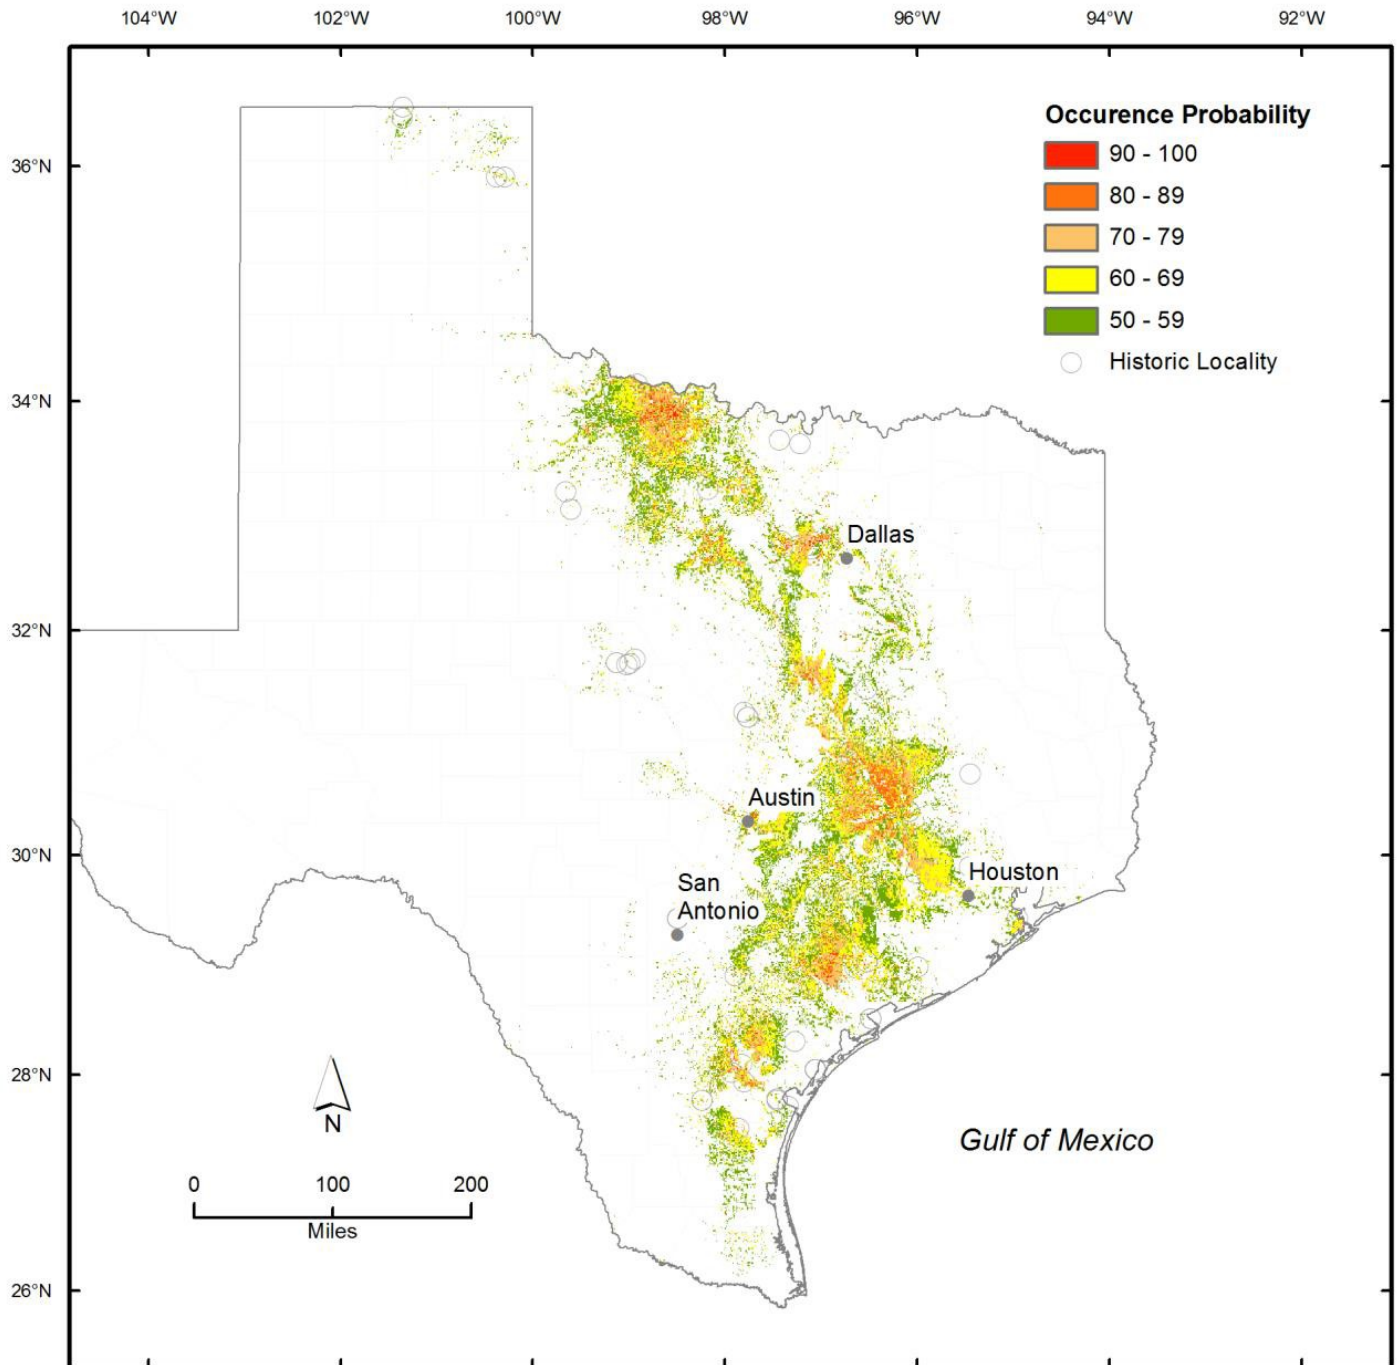 104°W 102°W 100°W 98°W 96°W 94°W 92°W
Occurence Probability
36°N
90 - 100
80 - 89
70 - 79
60 - 69
50 - 59
Historic Locality
34°N
Dallas
32°N
Austin
30°N
Houston
San
Antonio
28°N
N
Gulf of Mexico
0 100 200
Miles
26°N